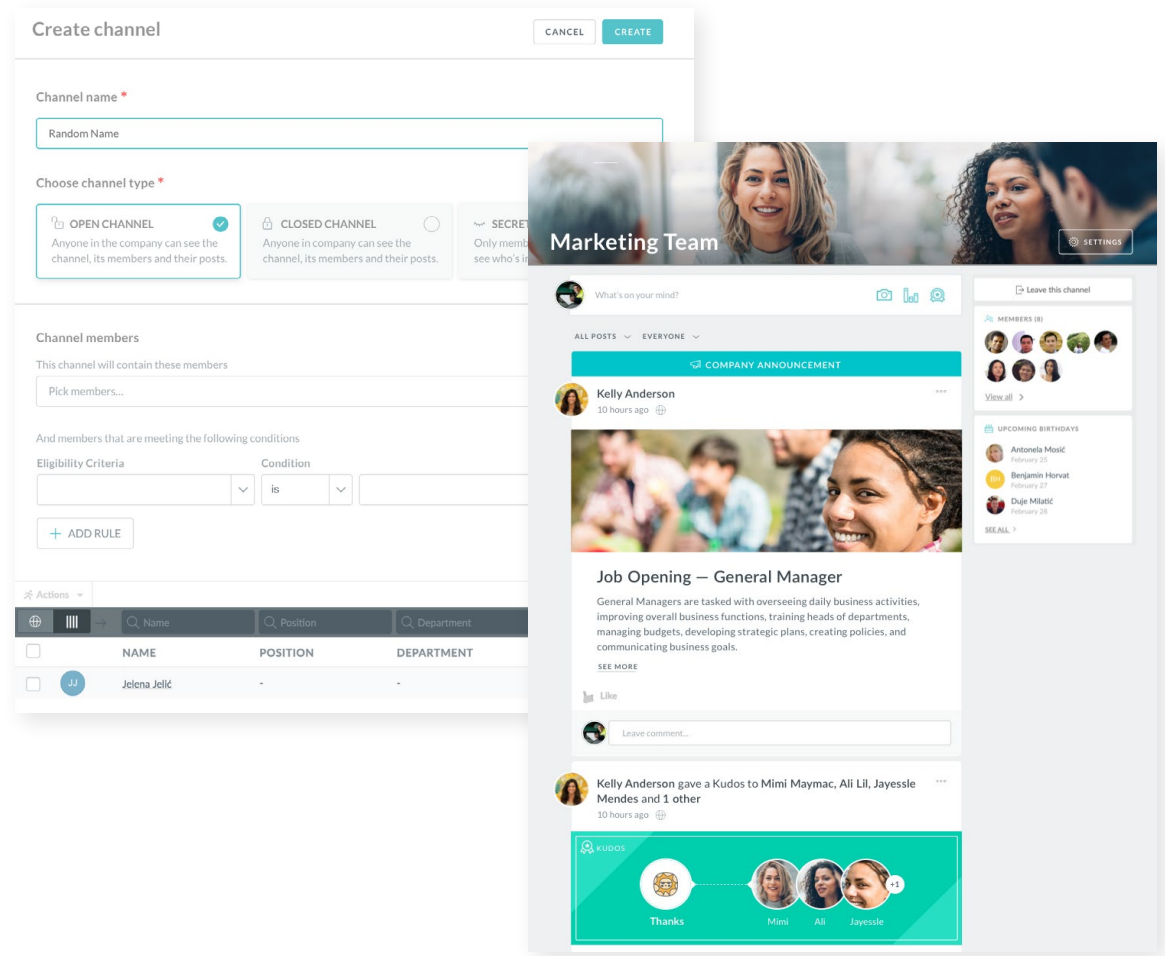 Create channel
CANCEL
CREATE
Channel name *
Random Name
Choose channel type *
OPEN CHANNEL
Anyone in the company can see the
channel, its members and their posts.
CLOSED CHANNEL
Anyone in company can see the
channel, its members and their posts.
SECRET
Only memb
see who's i
Channel members
This channel will contain these members
Pick members...
And members that are meeting the following conditions
Eligibility Criteria
Condition
is
+ ADD RULE
Actions
Name
Position
Department
NAME
POSITION
DEPARTMENT
JJ
Jelena Jelić
-
-
Marketing Team
SETTINGS
What's on your mind?
ALL POSTS
EVERYONE
COMPANY ANNOUNCEMENT
Kelly Anderson
10 hours ago
Job Opening — General Manager
General Managers are tasked with overseeing daily business activities,
improving overall business functions, training heads of departments,
managing budgets, developing strategic plans, creating policies, and
communicating business goals.
SEE MORE
Like
Leave comment...
Kelly Anderson gave a Kudos to Mimi Maymac, Ali Lil, Jayessle
Mendes and 1 other
10 hours ago
KUDOS
+1
Thanks
Mimi
Ali
Jayessle
Leave this channel
MEMBERS (8)
View all
UPCOMING BIRTHDAYS
Antonela Mosić
February 25
BH
Benjamin Horvat
February 27
Duje Milatić
February 28
SEE ALL